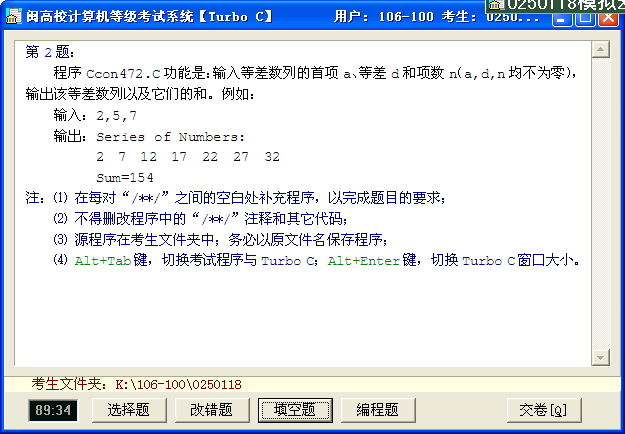 闽高校计算机等级考试系统【Turbo C】 用户: 106-100 考生: 0250...
0250118模拟
第 2 题:
程序 Ccon472.C 功能是:输入等差数列的首项 a、等差 d 和项数 n(a,d,n 均不为零),
输出该等差数列以及它们的和。例如:
输入: 2,5,7
输出: Series of Numbers:
2 7 12 17 22 27 32
Sum=154
注: ⑴ 在每对“/**/”之间的空白处补充程序，以完成题目的要求;
⑵ 不得删改程序中的“/**/”注释和其它代码;
⑶ 源程序在考生文件夹中; 务必以原文件名保存程序;
⑷ Alt+Tab 键，切换考试程序与 Turbo C; Alt+Enter 键，切换 Turbo C 窗口大小。
考生文件夹: K:\106-100\0250118
89:34 选择题 改错题 填空题 编程题 交卷[Q]